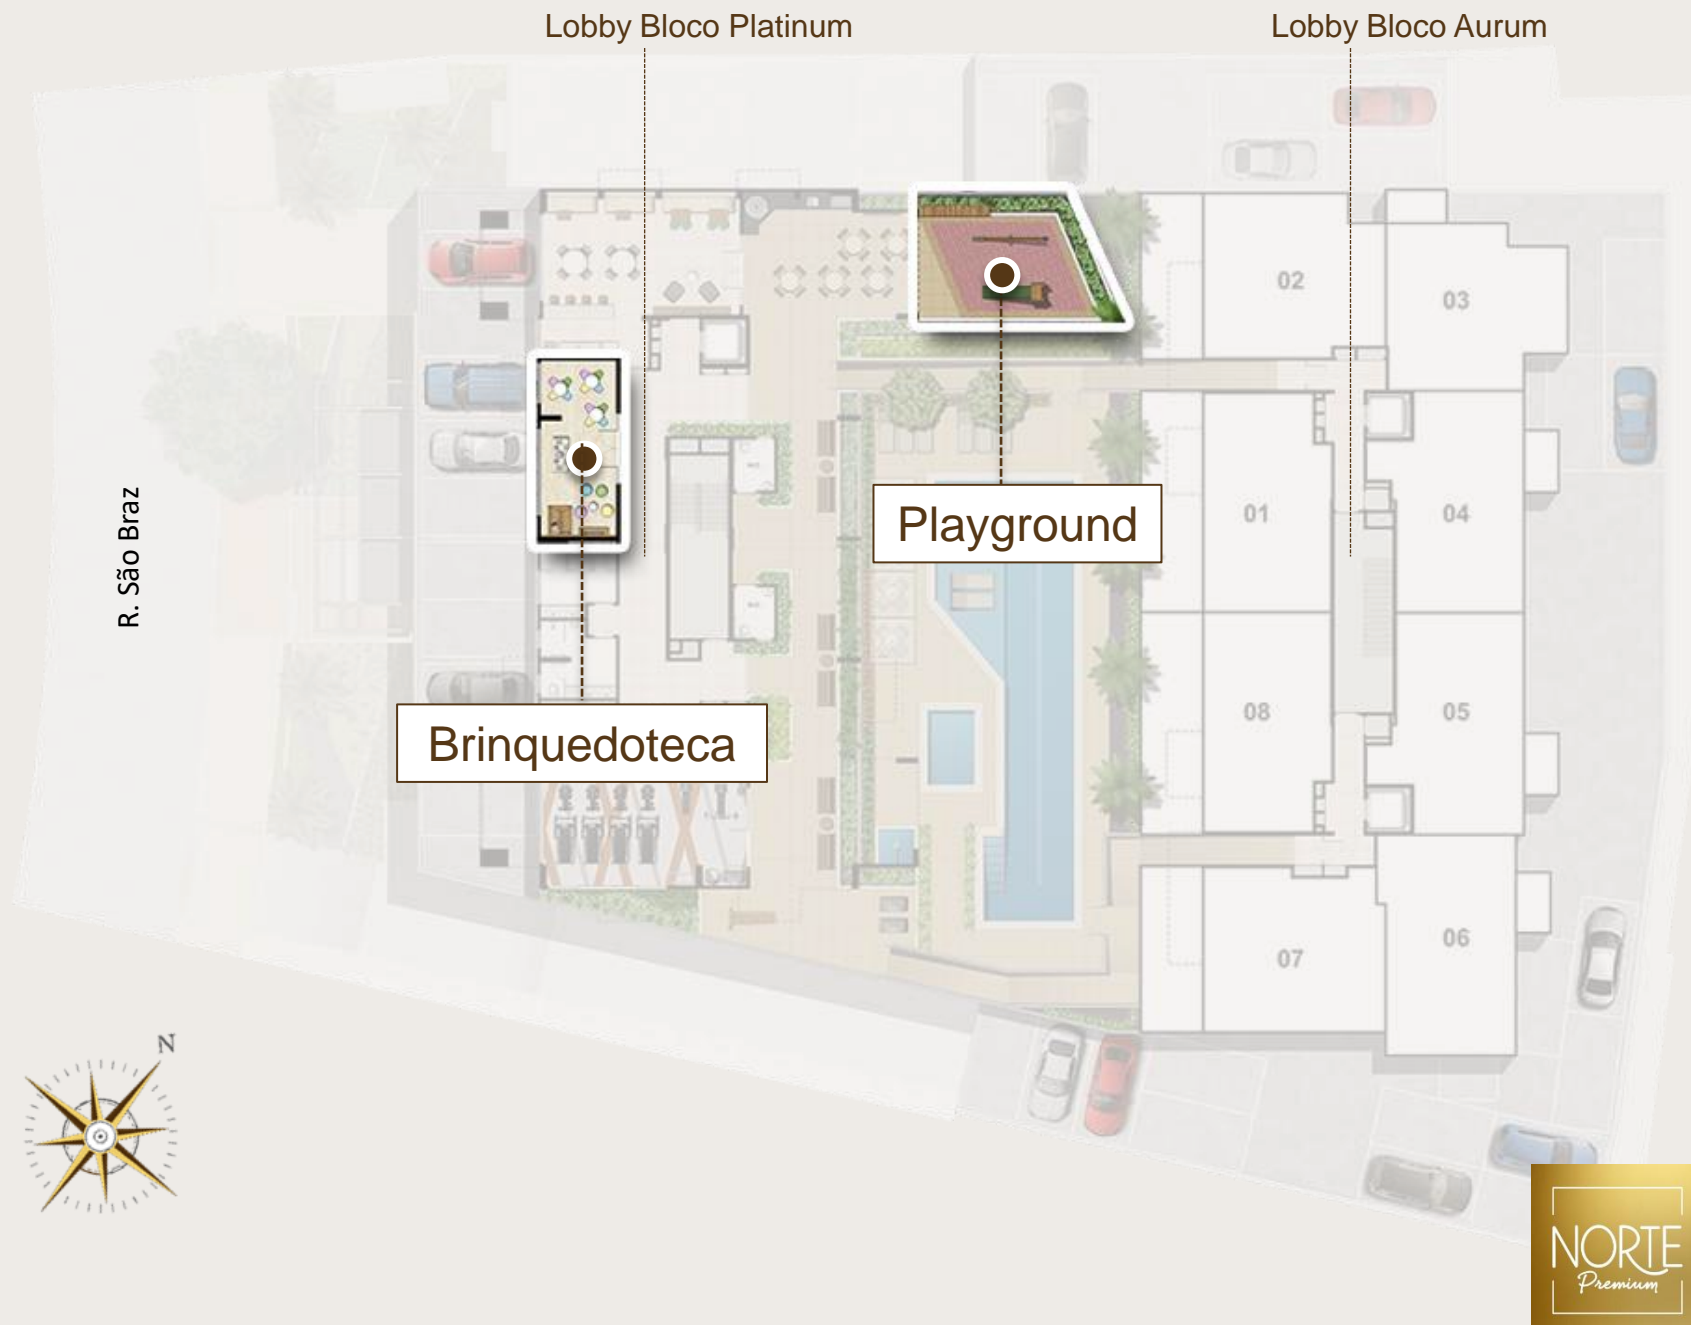 Lobby Bloco Platinum
Lobby Bloco Aurum
02
03
R. São Braz
Playground
01
04
08
05
Brinquedoteca
06
07
N
NORTE
Premium